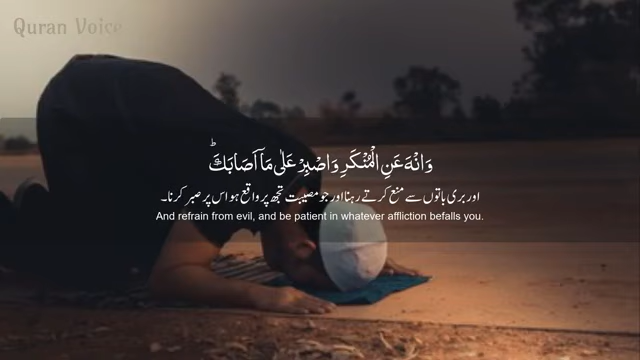 Quran Voice
وَانْهَ عَنِ الْمُنْكَرِ وَاصْبِرْ عَلٰى مَاۤ اَصَابَكَؕ
اور بری باتوں سے منع کرتے رہنا اور جو مصیبت تجھ پر واقع ہو اس پر صبر کرنا۔
And refrain from evil, and be patient in whatever affliction befalls you.